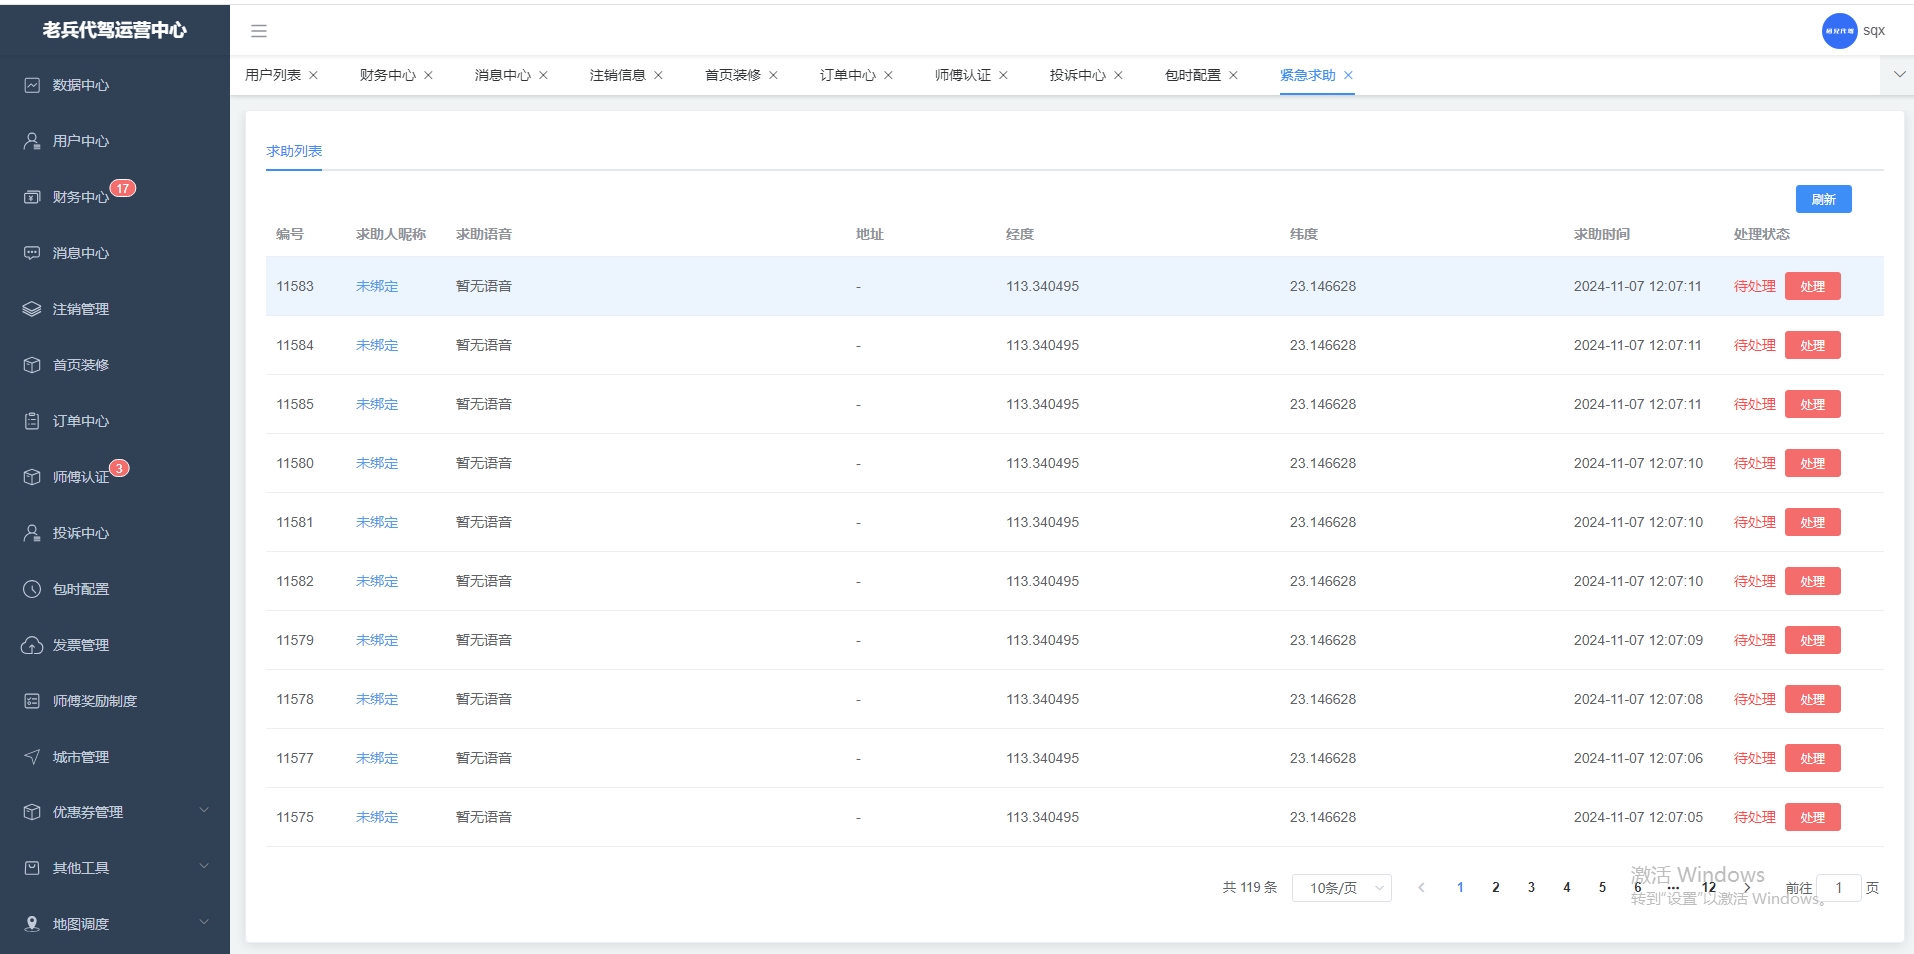 老兵代驾运营中心
sqx
用户列表 财务中心 消息中心 注销信息 首页装修 订单中心 师傅认证 投诉中心 包时配置 紧急求助
数据中心
用户中心
财务中心 17
消息中心
注销管理
首页装修
订单中心
师傅认证 3
投诉中心
包时配置
发票管理
师傅奖励制度
城市管理
优惠券管理
其他工具
地图调度
求助列表
刷新
编号 求助人昵称 求助语音 地址 经度 纬度 求助时间 处理状态
11583 未绑定 暂无语音 - 113.340495 23.146628 2024-11-07 12:07:11 待处理 处理
11584 未绑定 暂无语音 - 113.340495 23.146628 2024-11-07 12:07:11 待处理 处理
11585 未绑定 暂无语音 - 113.340495 23.146628 2024-11-07 12:07:11 待处理 处理
11580 未绑定 暂无语音 - 113.340495 23.146628 2024-11-07 12:07:10 待处理 处理
11581 未绑定 暂无语音 - 113.340495 23.146628 2024-11-07 12:07:10 待处理 处理
11582 未绑定 暂无语音 - 113.340495 23.146628 2024-11-07 12:07:10 待处理 处理
11579 未绑定 暂无语音 - 113.340495 23.146628 2024-11-07 12:07:09 待处理 处理
11578 未绑定 暂无语音 - 113.340495 23.146628 2024-11-07 12:07:08 待处理 处理
11577 未绑定 暂无语音 - 113.340495 23.146628 2024-11-07 12:07:06 待处理 处理
11575 未绑定 暂无语音 - 113.340495 23.146628 2024-11-07 12:07:05 待处理 处理
共 119 条 10条/页 1 2 3 4 5 6 ··· 12 前往 1 页
激活 Windows
转到“设置”以激活 Windows。